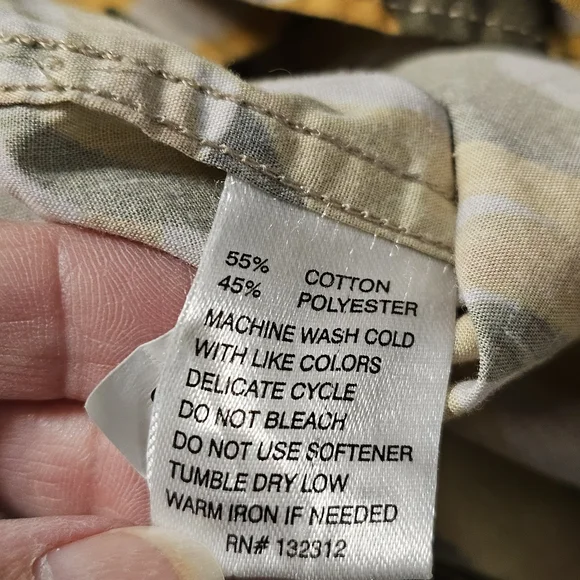 55% COTTON
45% POLYESTER
MACHINE WASH COLD
WITH LIKE COLORS
DELICATE CYCLE
DO NOT BLEACH
DO NOT USE SOFTENER
TUMBLE DRY LOW
WARM IRON IF NEEDED
RN# 132312